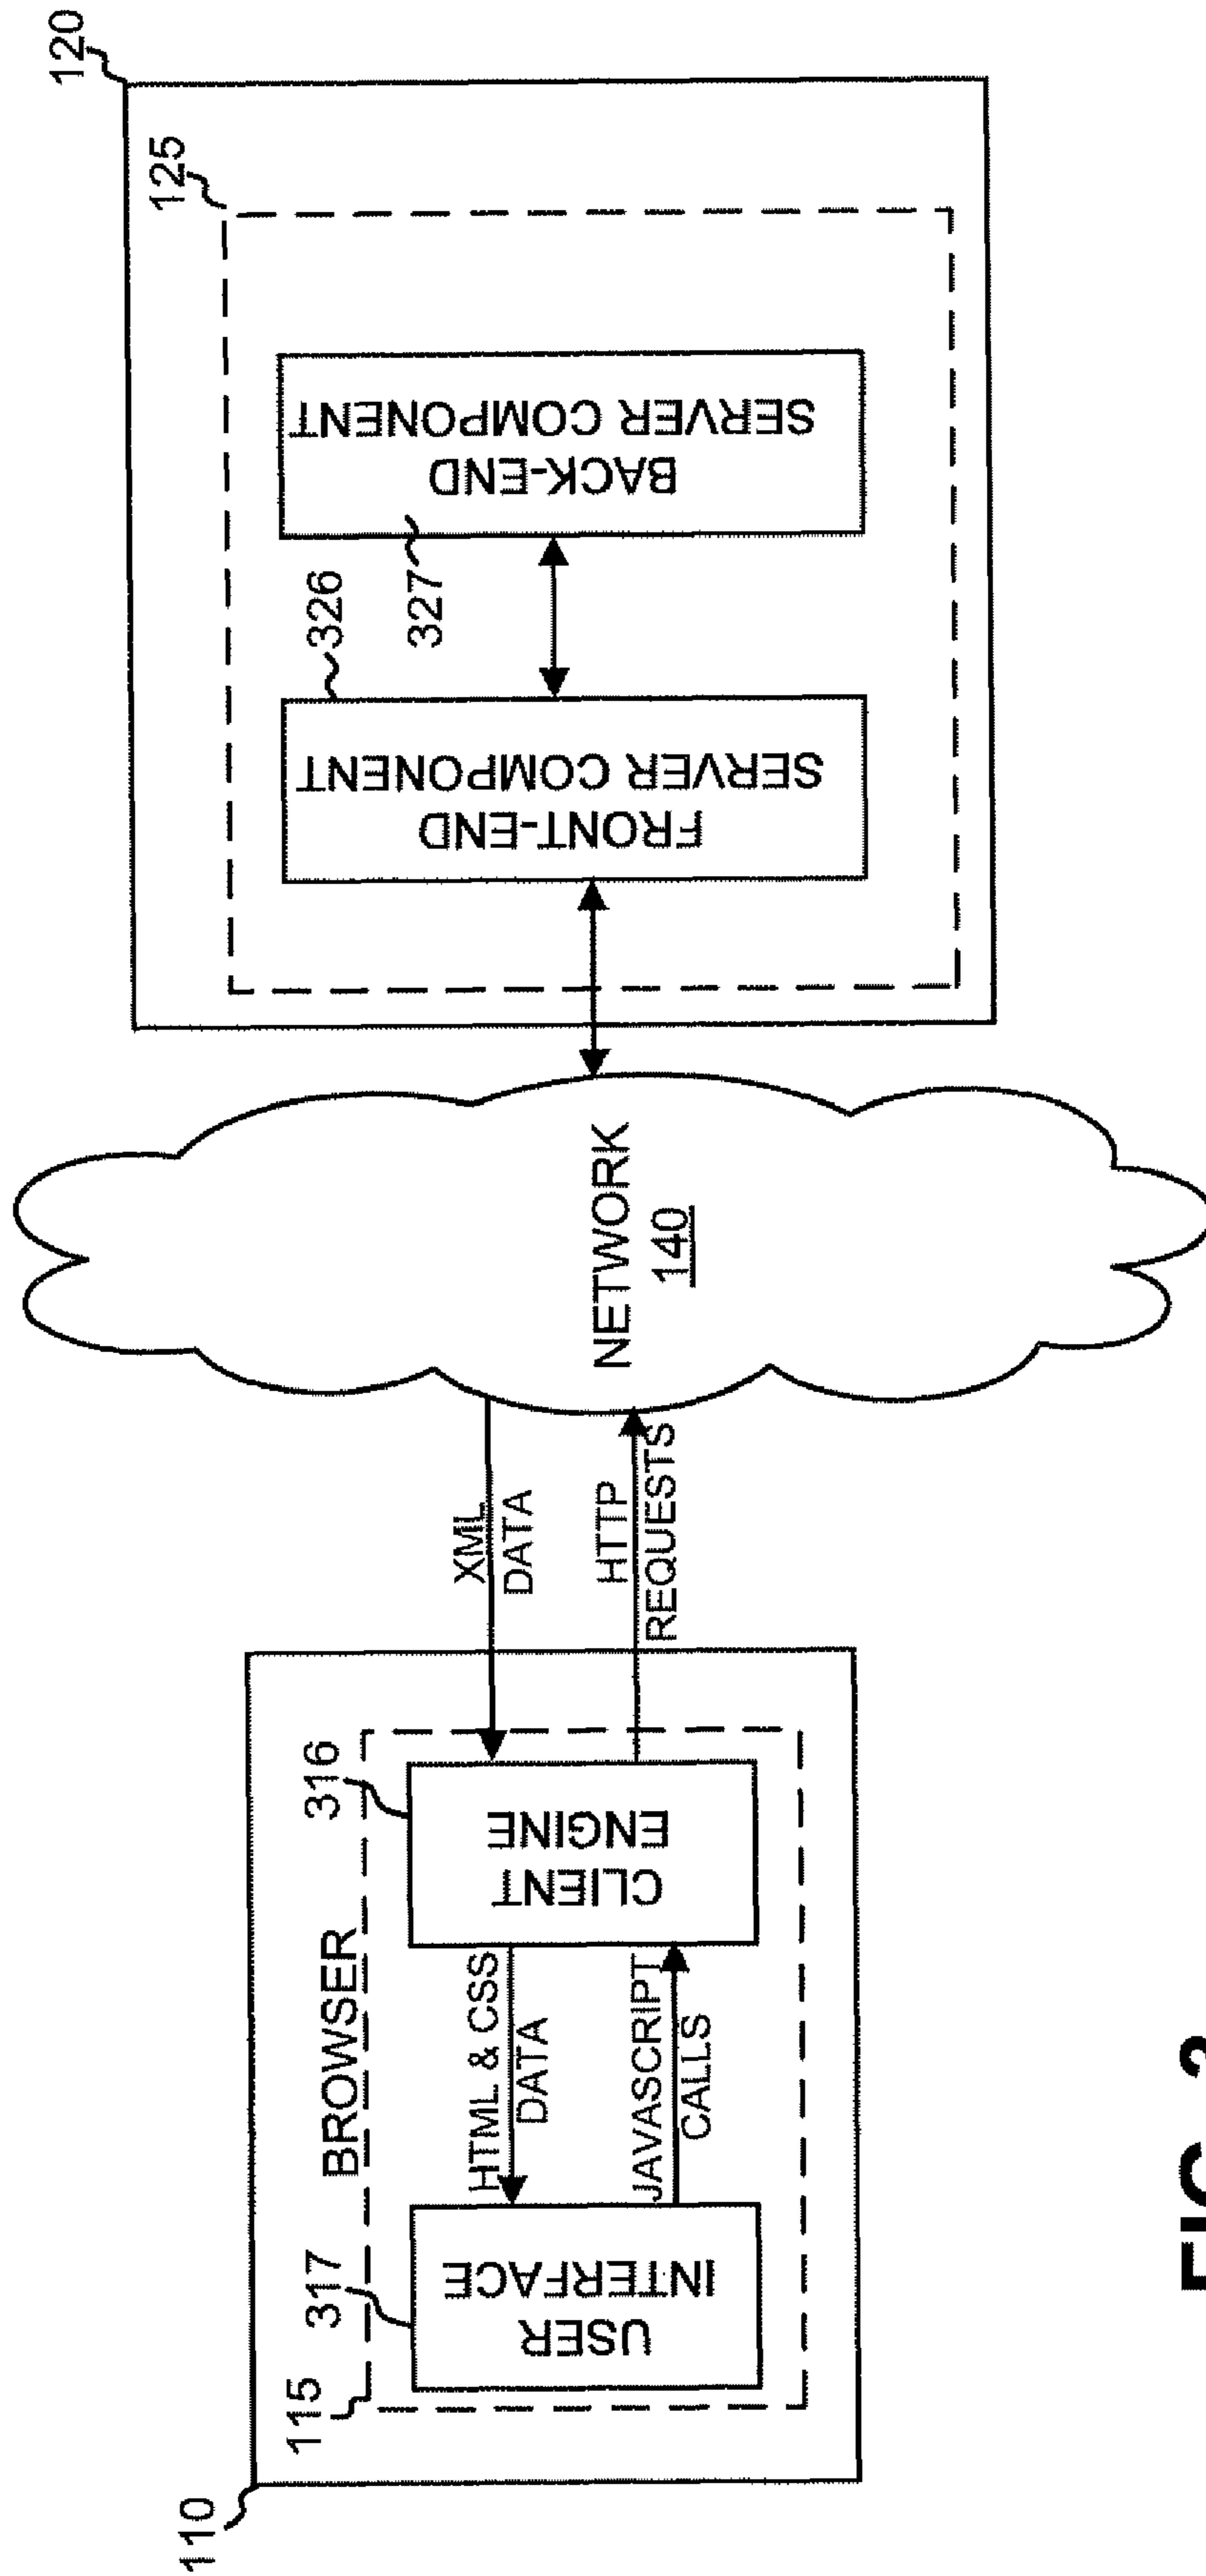 110
115
BROWSER
317
USER
INTERFACE
HTML & CSS
DATA
JAVASCRIPT
CALLS
316
CLIENT
ENGINE
XML
DATA
HTTP
REQUESTS
NETWORK
140
120
125
326
FRONT-END
SERVER COMPONENT
327
BACK-END
SERVER COMPONENT
FIG.